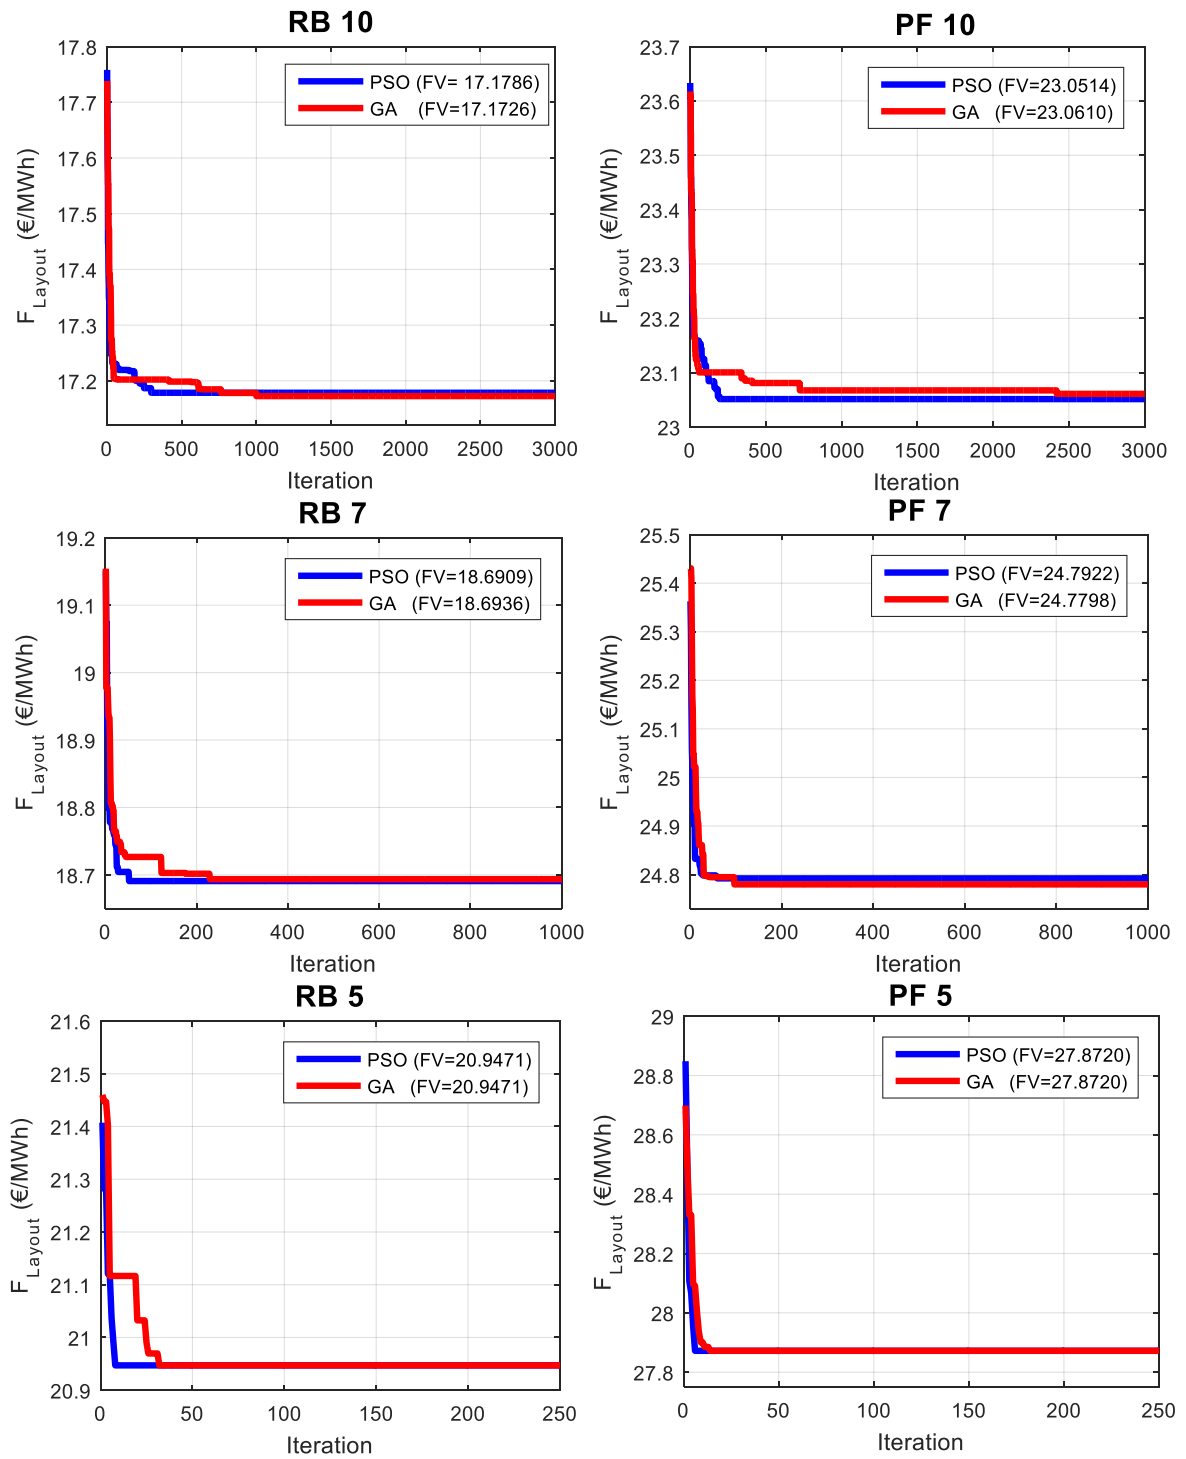 RB 10
17.8
17.7
17.6
17.5
17.4
17.3
17.2
F Layout (€/MWh)
PSO (FV= 17.1786)
GA (FV=17.1726)
0 500 1000 1500 2000 2500 3000
Iteration
PF 10
23.7
23.6
23.5
23.4
23.3
23.2
23.1
23
F Layout (€/MWh)
PSO (FV=23.0514)
GA (FV=23.0610)
0 500 1000 1500 2000 2500 3000
Iteration
RB 7
19.2
19.1
19
18.9
18.8
18.7
F Layout (€/MWh)
PSO (FV=18.6909)
GA (FV=18.6936)
0 200 400 600 800 1000
Iteration
PF 7
25.5
25.4
25.3
25.2
25.1
25
24.9
24.8
F Layout (€/MWh)
PSO (FV=24.7922)
GA (FV=24.7798)
0 200 400 600 800 1000
Iteration
RB 5
21.6
21.5
21.4
21.3
21.2
21.1
21
20.9
F Layout (€/MWh)
PSO (FV=20.9471)
GA (FV=20.9471)
0 50 100 150 200 250
Iteration
PF 5
29
28.8
28.6
28.4
28.2
28
27.8
F Layout (€/MWh)
PSO (FV=27.8720)
GA (FV=27.8720)
0 50 100 150 200 250
Iteration